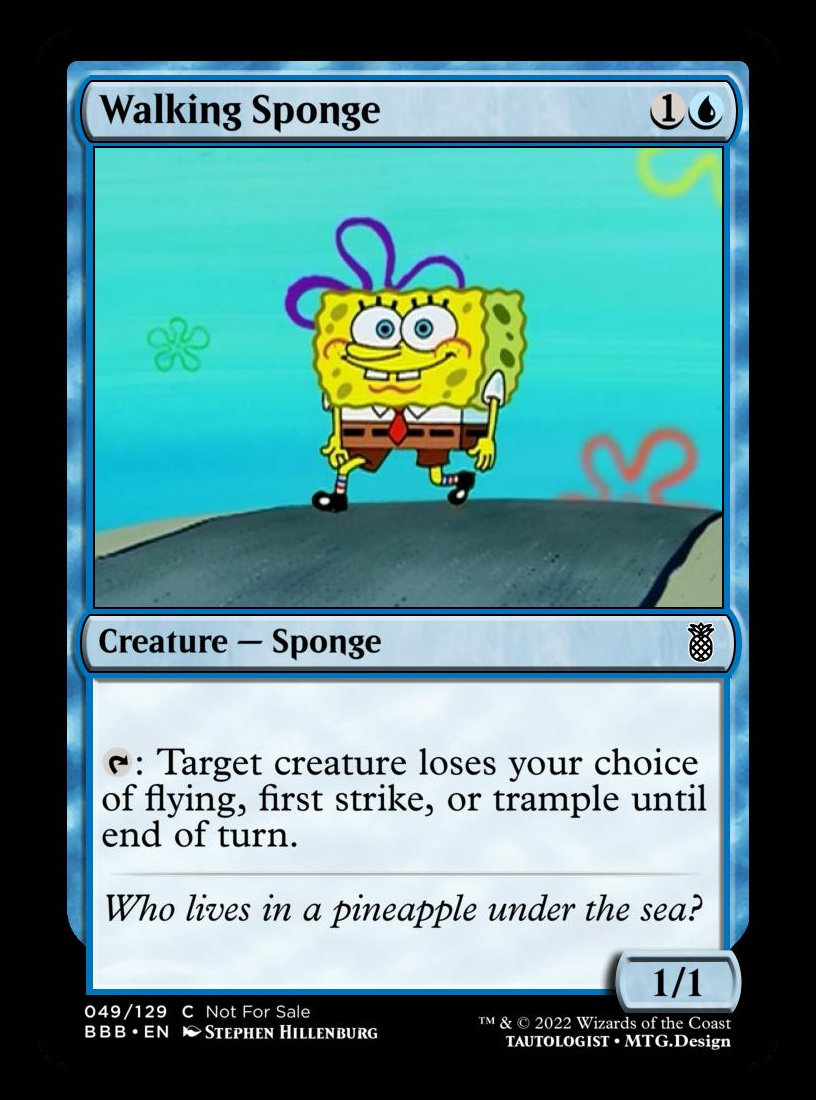 Walking Sponge 1
Creature — Sponge
: Target creature loses your choice
of flying, first strike, or trample until
end of turn.
Who lives in a pineapple under the sea?
1/1
049/129 C Not For Sale
BBB • EN STEPHEN HILLENBURG
™ & © 2022 Wizards of the Coast
TAUTOLOGIST • MTG.Design